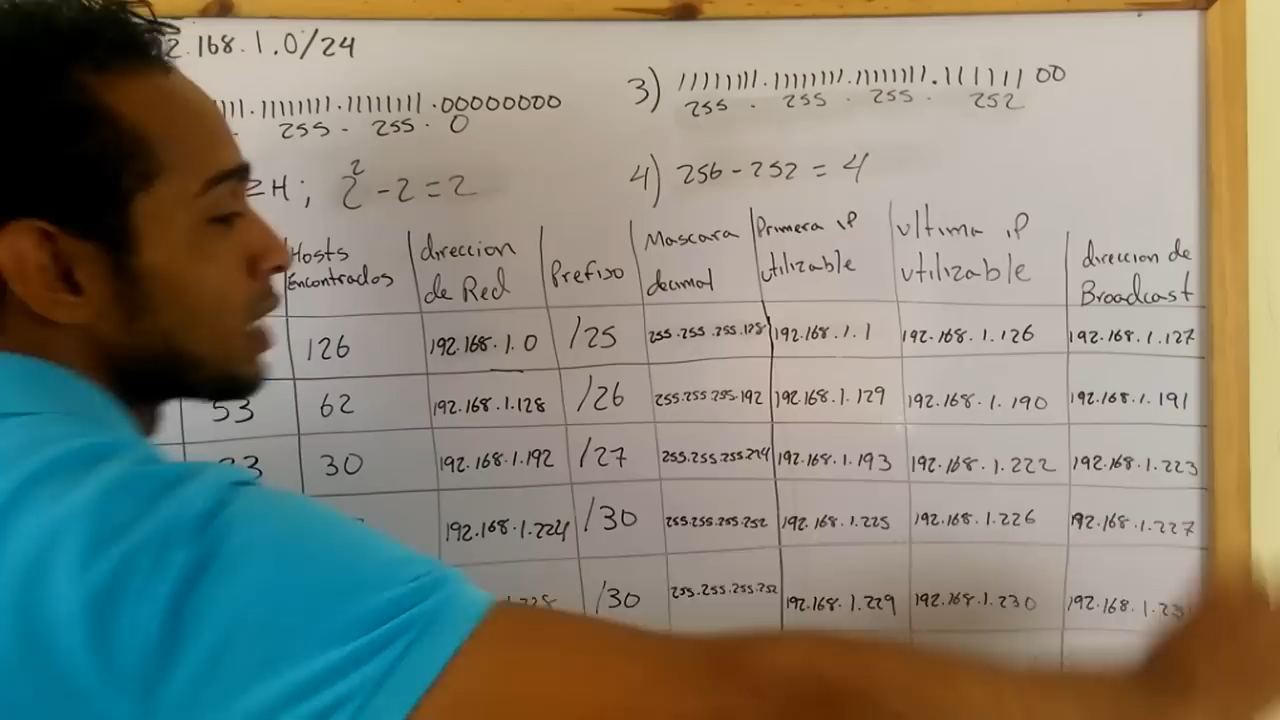 2.168.1.0/24
.11111111.11111111.00000000
255. 255. 0
≥H; 2² - 2 = 2
3) 11111111.11111111.11111111.11111100
255 . 255 . 255 . 252
4) 256 - 252 = 4
Hosts Encontrados | direccion de Red | Prefijo | Mascara decimal | Primera IP utilizable | ultima IP utilizable | direccion de Broadcast
126 | 192.168.1.0 | /25 | 255.255.255.128 | 192.168.1.1 | 192.168.1.126 | 192.168.1.127
53 | 62 | 192.168.1.128 | /26 | 255.255.255.192 | 192.168.1.129 | 192.168.1.190 | 192.168.1.191
23 | 30 | 192.168.1.192 | /27 | 255.255.255.224 | 192.168.1.193 | 192.168.1.222 | 192.168.1.223
192.168.1.224 | /30 | 255.255.255.252 | 192.168.1.225 | 192.168.1.226 | 192.168.1.227
.228 | /30 | 255.255.255.252 | 192.168.1.229 | 192.168.1.230 | 192.168.1.23